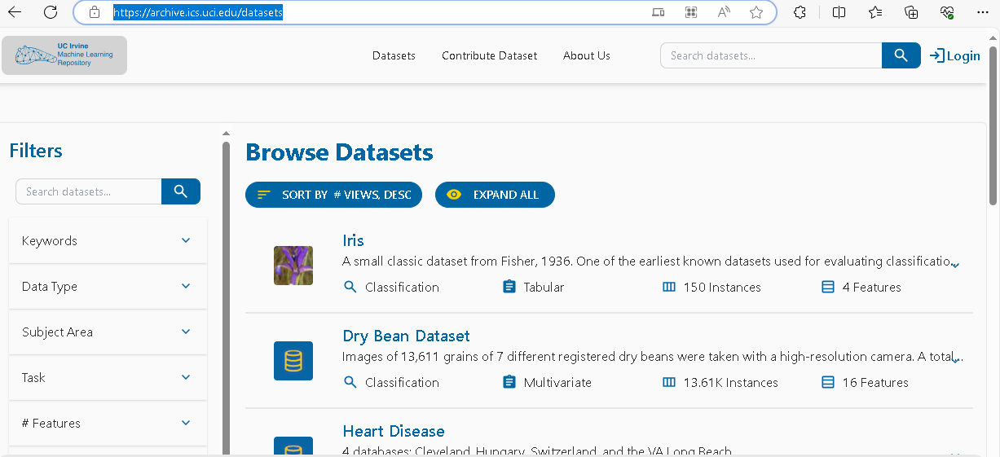 https://archive.ics.uci.edu/datasets
UC Irvine
Machine Learning
Repository
Datasets
Contribute Dataset
About Us
Search datasets...
Login
Filters
Search datasets...
Keywords
Data Type
Subject Area
Task
# Features
Browse Datasets
SORT BY # VIEWS, DESC
EXPAND ALL
Iris
A small classic dataset from Fisher, 1936. One of the earliest known datasets used for evaluating classificatio...
Classification
Tabular
150 Instances
4 Features
Dry Bean Dataset
Images of 13,611 grains of 7 different registered dry beans were taken with a high-resolution camera. A total...
Classification
Multivariate
13.61K Instances
16 Features
Heart Disease
4 databases: Cleveland, Hungary, Switzerland, and the VA Long Beach